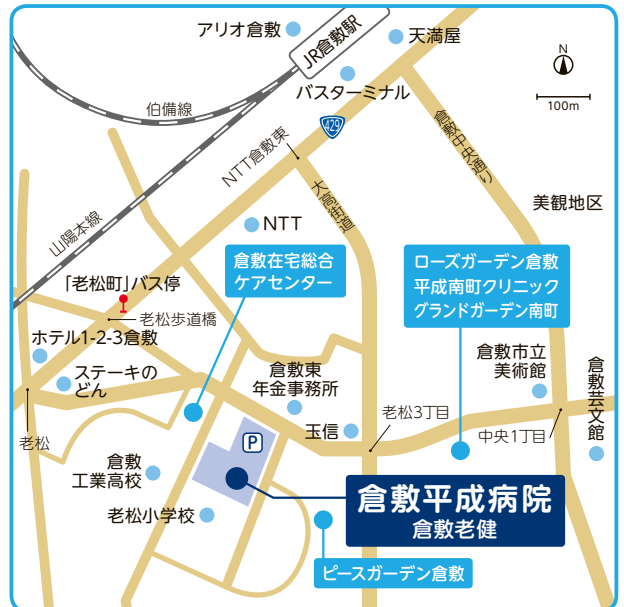 アリオ倉敷
JR倉敷駅
天満屋
N
100m
バスターミナル
伯備線
429
NTT倉敷東
倉敷中央通り
大高街道
美観地区
山陽本線
NTT
「老松町」バス停
倉敷在宅総合
ケアセンター
ローズガーデン倉敷
平成南町クリニック
グランドガーデン南町
老松歩道橋
ホテル1-2-3倉敷
ステーキの
どん
倉敷東
年金事務所
倉敷市立
美術館
倉敷芸文館
老松
玉信
老松3丁目
中央1丁目
P
倉敷
工業高校
老松小学校
倉敷平成病院
倉敷老健
ピースガーデン倉敷